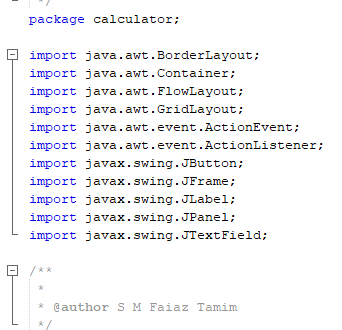 */
package calculator;
import java.awt.BorderLayout;
import java.awt.Container;
import java.awt.FlowLayout;
import java.awt.GridLayout;
import java.awt.event.ActionEvent;
import java.awt.event.ActionListener;
import javax.swing.JButton;
import javax.swing.JFrame;
import javax.swing.JLabel;
import javax.swing.JPanel;
import javax.swing.JTextField;
/**
*
* @author S M Faiaz Tamim
*/